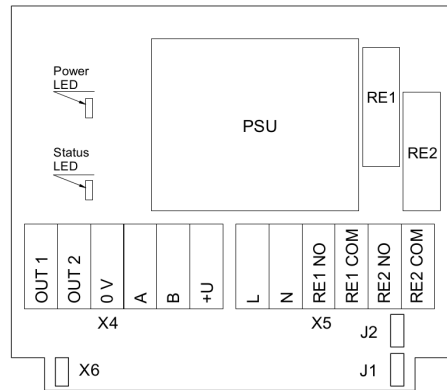 Power
LED
Status
LED
PSU
RE1
RE2
OUT 1
OUT 2
0 V
A
B
+U
L
N
RE1 NO
RE1 COM
RE2 NO
RE2 COM
X4
X5
J2
X6
J1